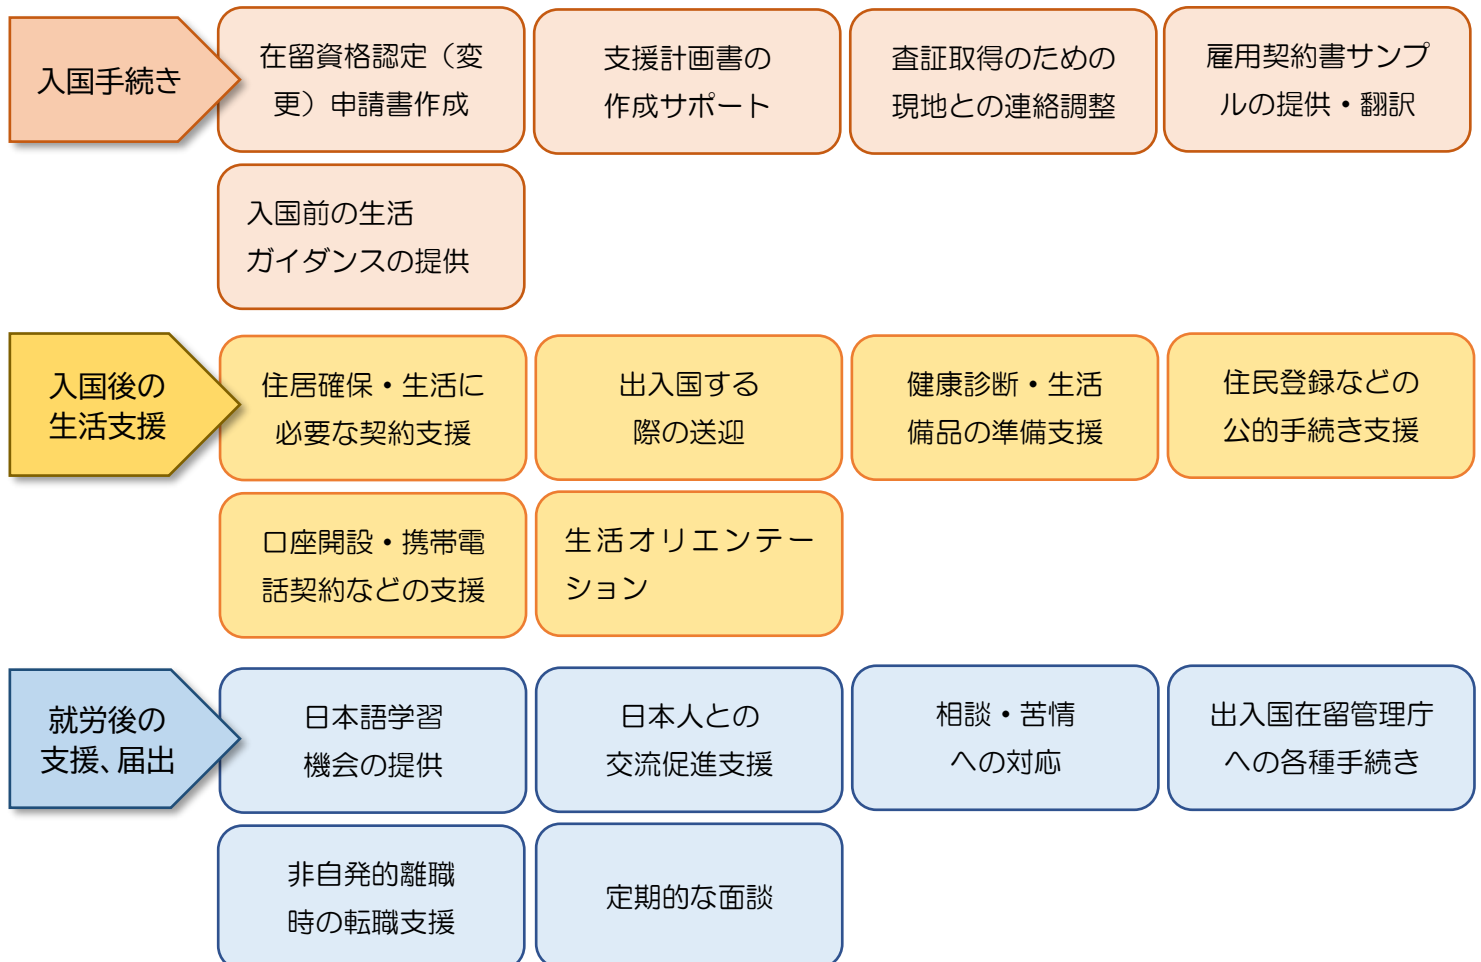 入国手続き
在留資格認定（変
更）申請書作成
支援計画書の
作成サポート
査証取得のための
現地との連絡調整
雇用契約書サンプ
ルの提供・翻訳
入国前の生活
ガイダンスの提供
入国後の
生活支援
住居確保・生活に
必要な契約支援
出入国する
際の送迎
健康診断・生活
備品の準備支援
住民登録などの
公的手続き支援
口座開設・携帯電
話契約などの支援
生活オリエンテー
ション
就労後の
支援、届出
日本語学習
機会の提供
日本人との
交流促進支援
相談・苦情
への対応
出入国在留管理庁
への各種手続き
非自発的離職
時の転職支援
定期的な面談